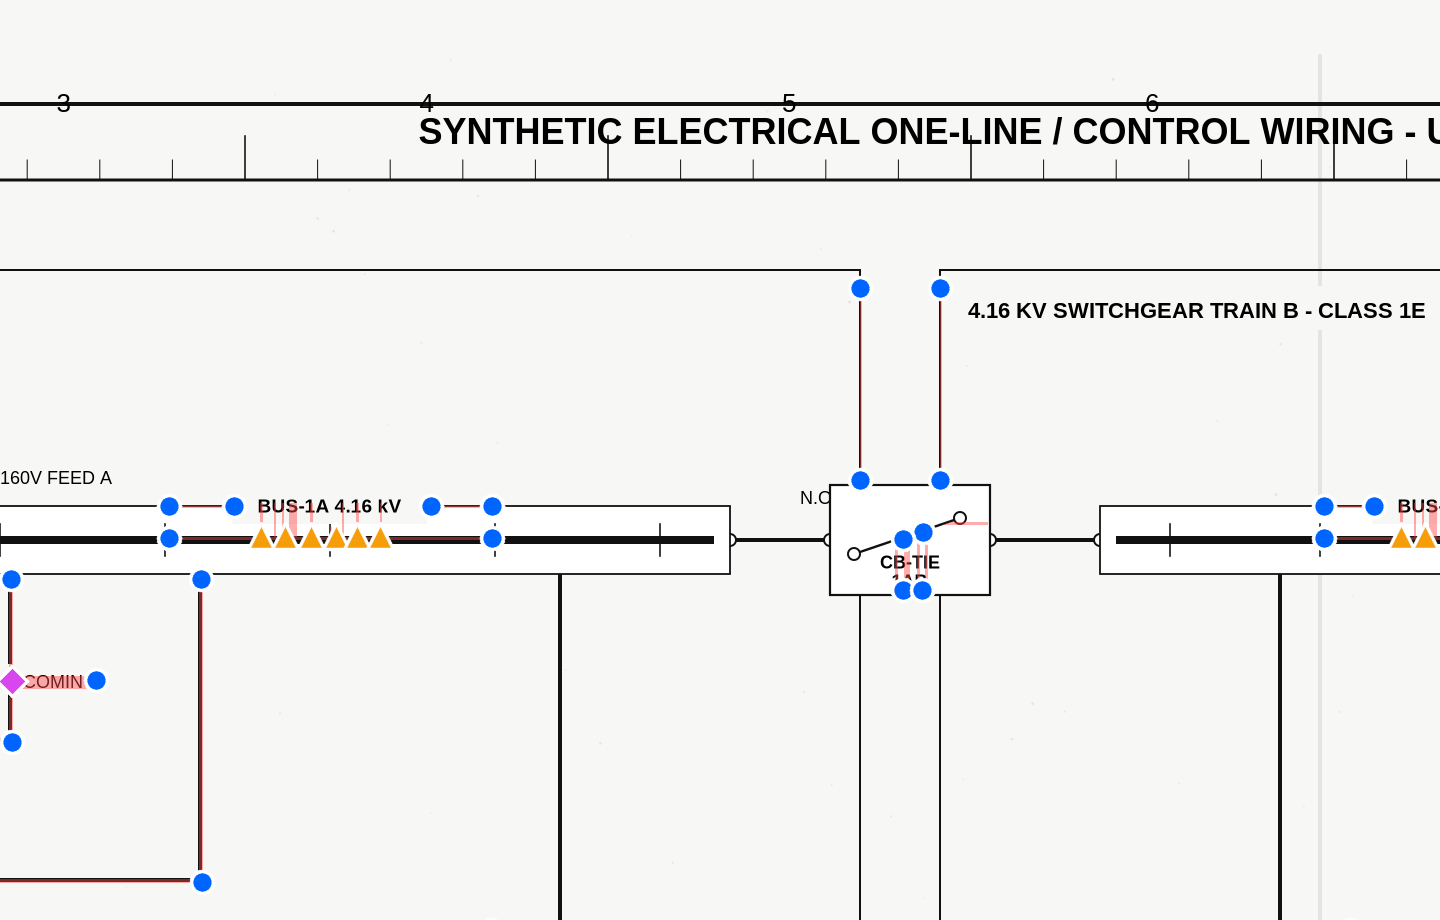 3 4 5 6
SYNTHETIC ELECTRICAL ONE-LINE / CONTROL WIRING - U
4.16 KV SWITCHGEAR TRAIN B - CLASS 1E
160V FEED A
N.O
BUS-1A 4.16 kV
BUS-
CB-TIE
COMIN